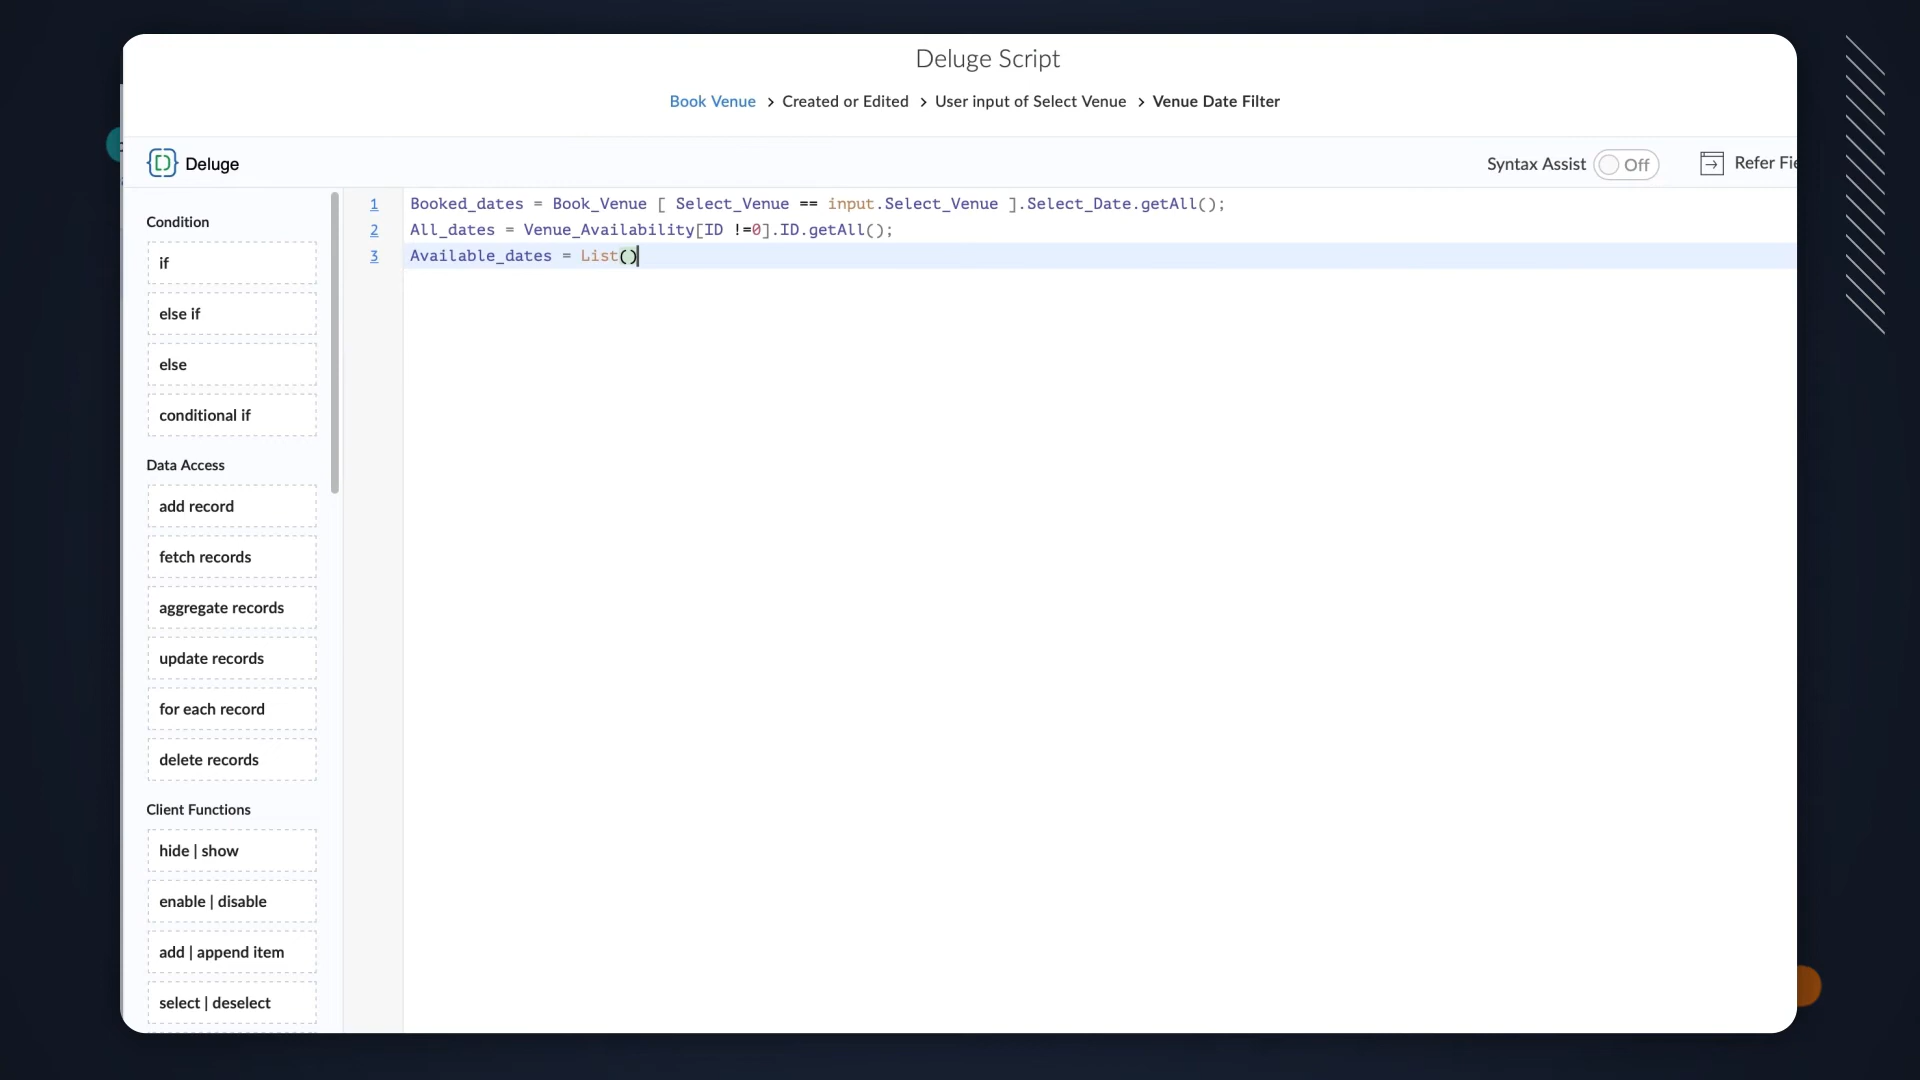 Deluge Script
Book Venue > Created or Edited > User input of Select Venue > Venue Date Filter
Deluge
Syntax Assist Off Refer Fie
Condition
if
else if
else
conditional if
Data Access
add record
fetch records
aggregate records
update records
for each record
delete records
Client Functions
hide | show
enable | disable
add | append item
select | deselect
1 Booked_dates = Book_Venue [ Select_Venue == input.Select_Venue ].Select_Date.getAll();
2 All_dates = Venue_Availability[ID !=0].ID.getAll();
3 Available_dates = List()